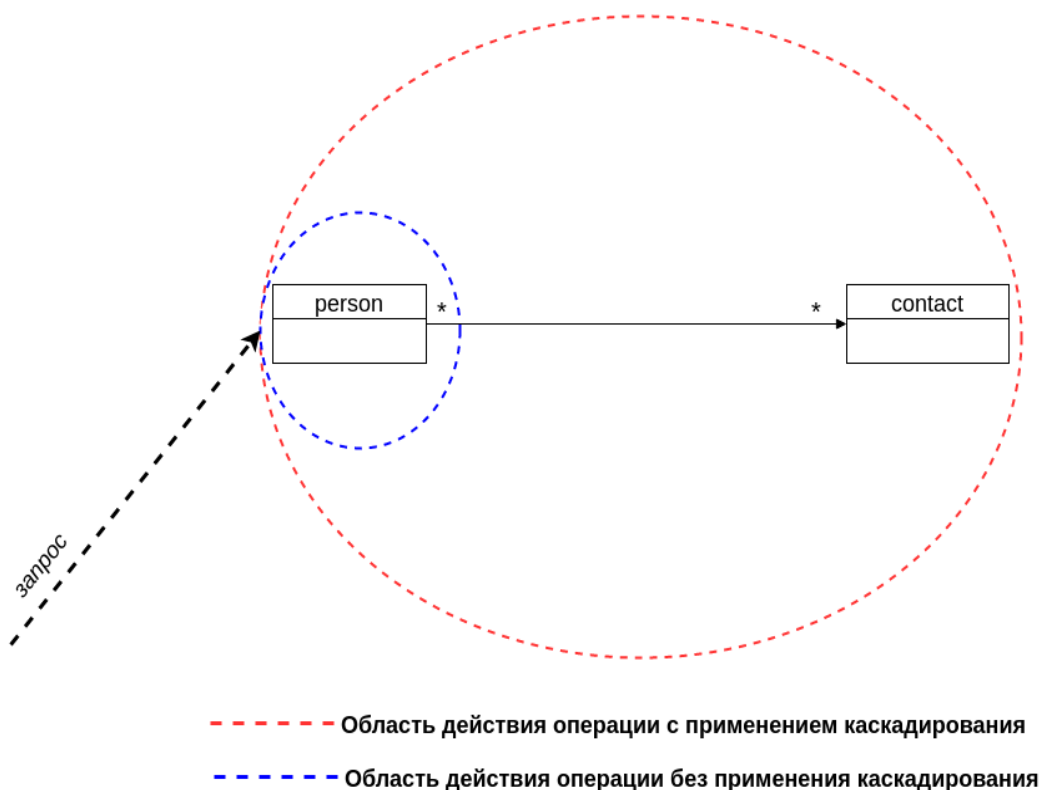 person
*
*
contact
запрос
Область действия операции с применением каскадирования
Область действия операции без применения каскадирования